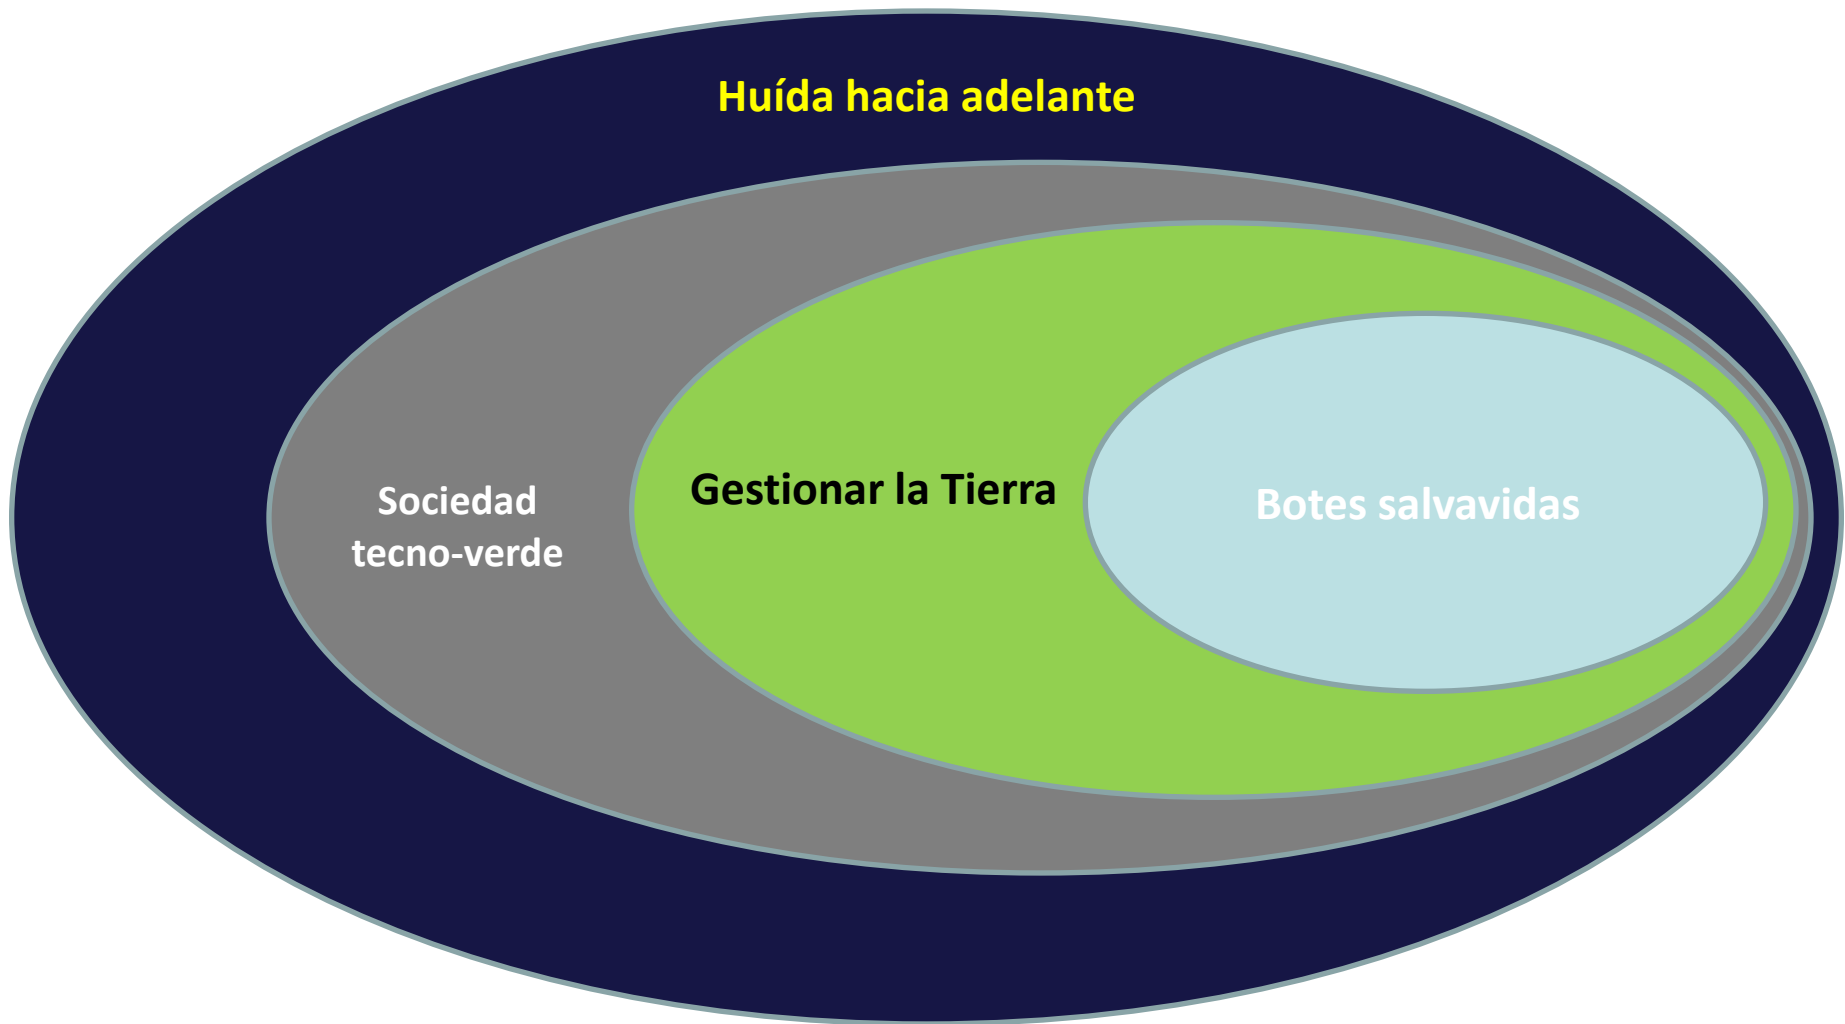 Huída hacia adelante
Sociedad
tecno-verde
Gestionar la Tierra
Botes salvavidas